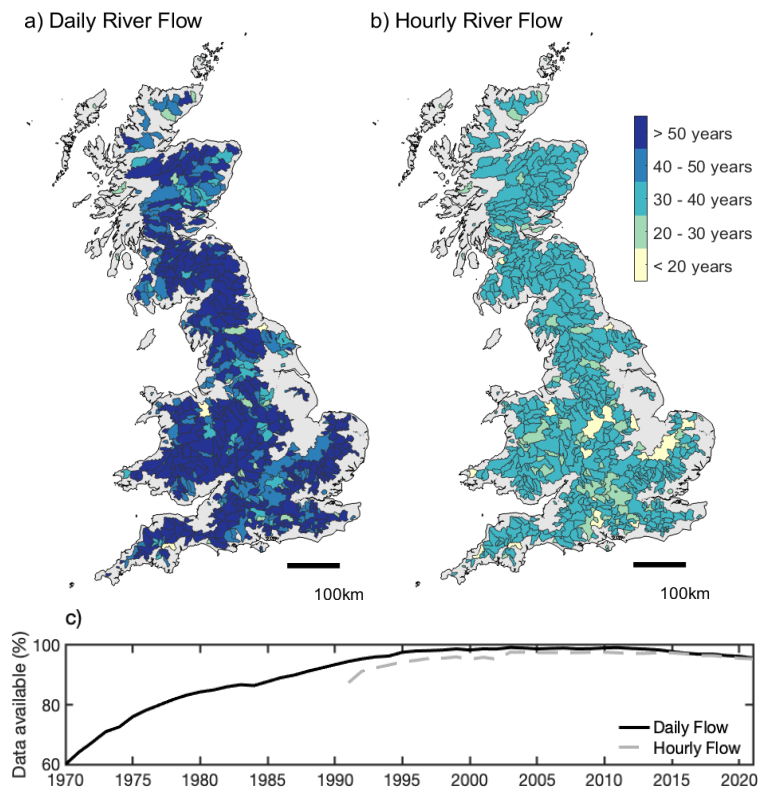 a) Daily River Flow
b) Hourly River Flow
> 50 years
40 - 50 years
30 - 40 years
20 - 30 years
< 20 years
100km
100km
c)
Data available (%)
100
80
60
Daily Flow
Hourly Flow
1970 1975 1980 1985 1990 1995 2000 2005 2010 2015 2020